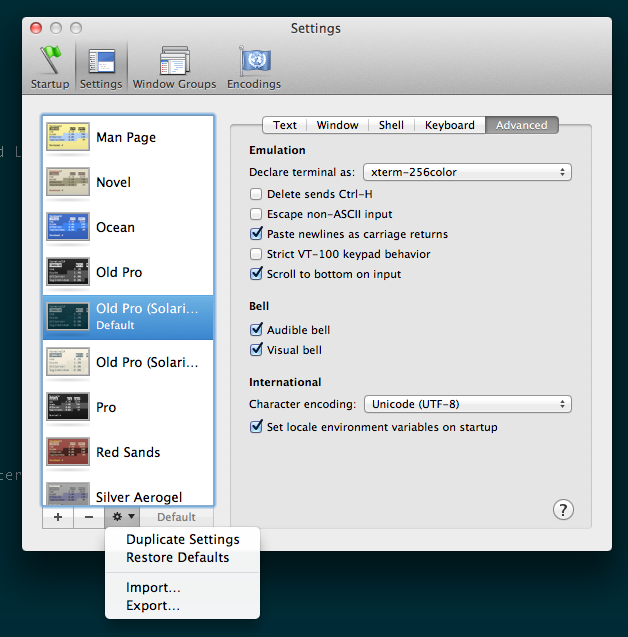 Settings
Startup
Settings
Window Groups
Encodings
Man Page
Novel
Ocean
Old Pro
Old Pro (Solari...
Default
Old Pro (Solari...
Pro
Red Sands
Silver Aerogel
+ − Default
Duplicate Settings
Restore Defaults
Import...
Export...
Text
Window
Shell
Keyboard
Advanced
Emulation
Declare terminal as: xterm-256color
Delete sends Ctrl-H
Escape non-ASCII input
Paste newlines as carriage returns
Strict VT-100 keypad behavior
Scroll to bottom on input
Bell
Audible bell
Visual bell
International
Character encoding: Unicode (UTF-8)
Set locale environment variables on startup
?
d L
ter